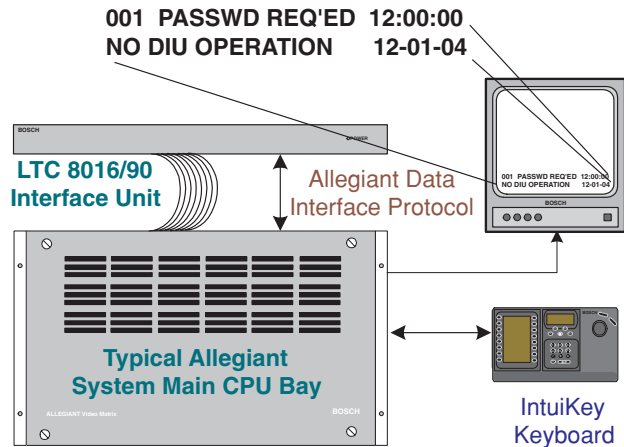 001 PASSWD REQ'ED 12:00:00
NO DIU OPERATION 12-01-04
BOSCH
POWER
LTC 8016/90
Interface Unit
Allegiant Data
Interface Protocol
001 PASSWD REQ'ED 12:00:00
NO DIU OPERATION 12-01-04
BOSCH
Typical Allegiant
System Main CPU Bay
ALLEGIANT Video Matrix
BOSCH
BOSCH
IntuiKey
Keyboard